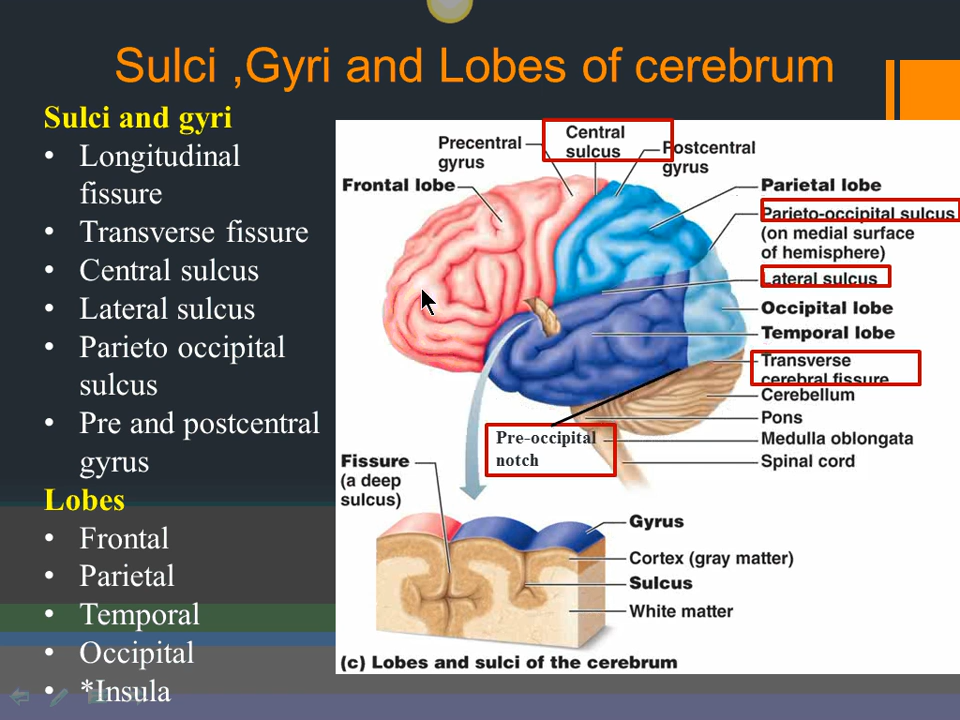 Sulci ,Gyri and Lobes of cerebrum
Sulci and gyri
• Longitudinal
fissure
• Transverse fissure
• Central sulcus
• Lateral sulcus
• Parieto occipital
sulcus
• Pre and postcentral
gyrus
Lobes
• Frontal
• Parietal
• Temporal
• Occipital
• *Insula
Precentral
gyrus
Central
sulcus
Postcentral
gyrus
Frontal lobe
Parietal lobe
Parieto-occipital sulcus
(on medial surface
of hemisphere)
Lateral sulcus
Occipital lobe
Temporal lobe
Transverse
cerebral fissure
Cerebellum
Pons
Medulla oblongata
Spinal cord
Pre-occipital
notch
Fissure
(a deep
sulcus)
Gyrus
Cortex (gray matter)
Sulcus
White matter
(c) Lobes and sulci of the cerebrum